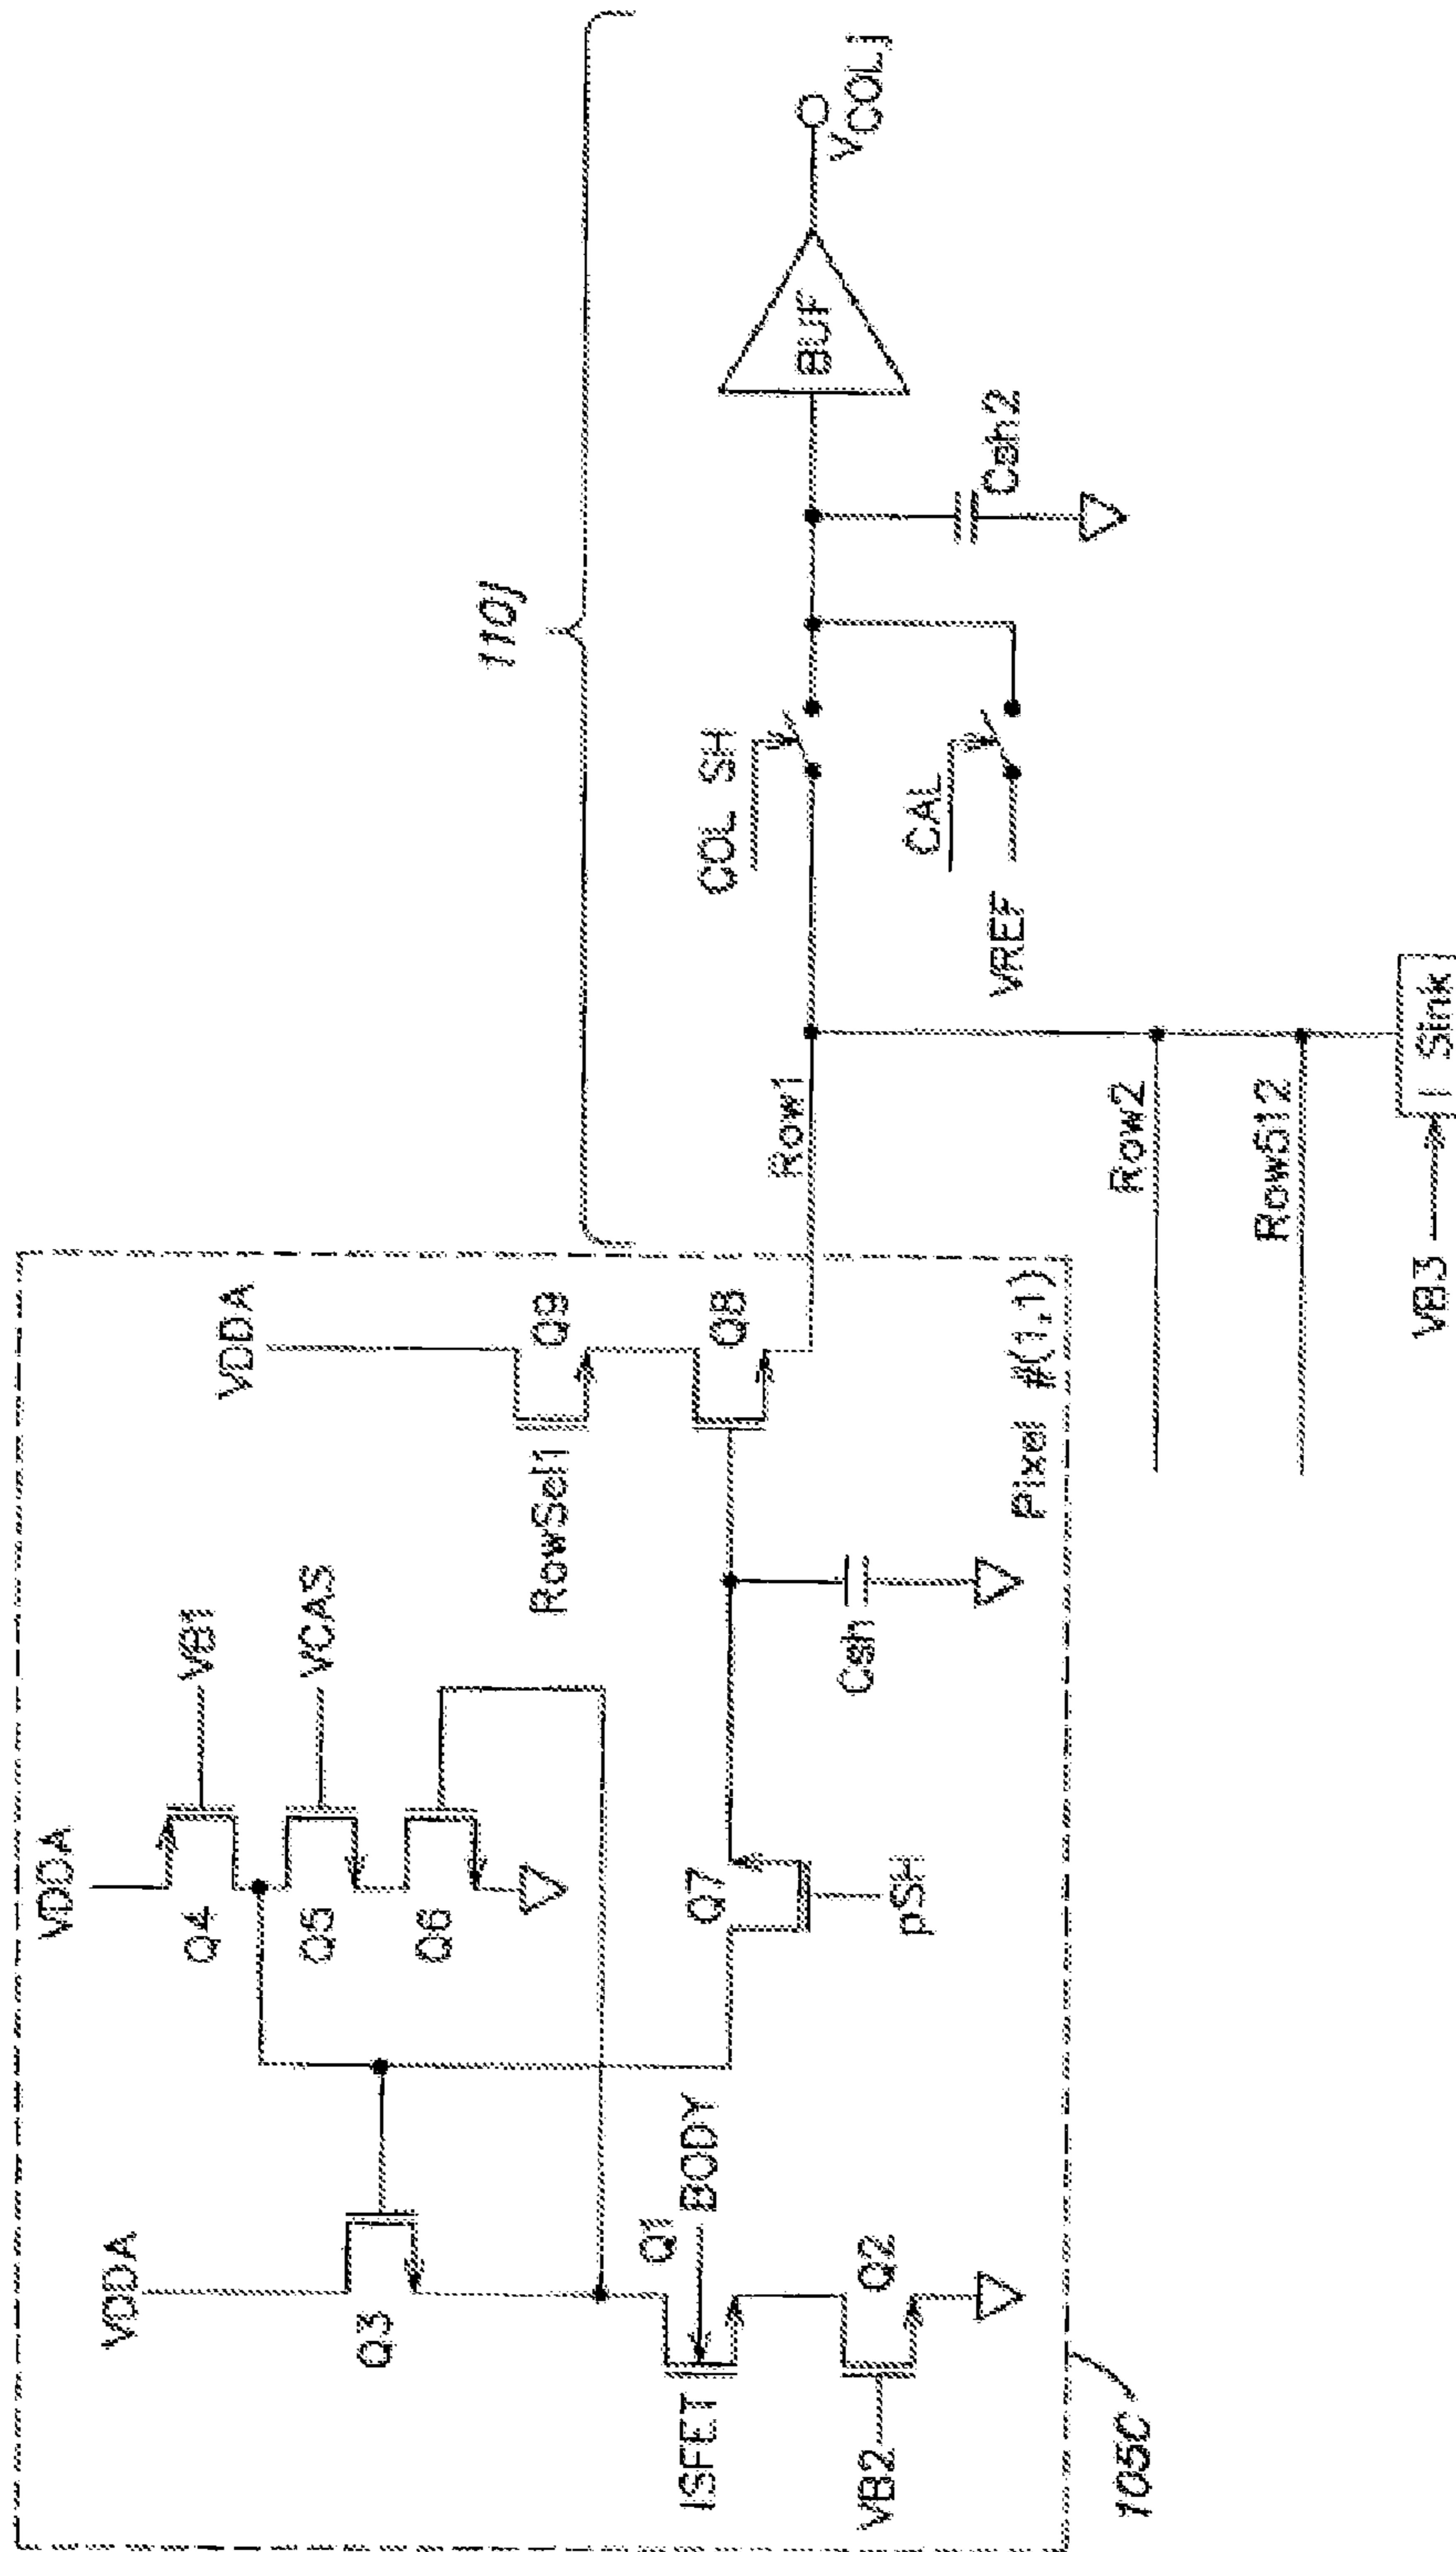 110j
VDDA
VDDA
VB1
VCAS
VDDA
Q4
Q5
Q6
Q3
Q9
RowSel1
Q8
Q1
BODY
ISFET
Q2
VB2
Q7
pSH
Csh
Pixel #(1,1)
105C
Row1
COL SH
CAL
VREF
BUF
VCOLj
Csh2
Row2
Row512
VB3
I Sink